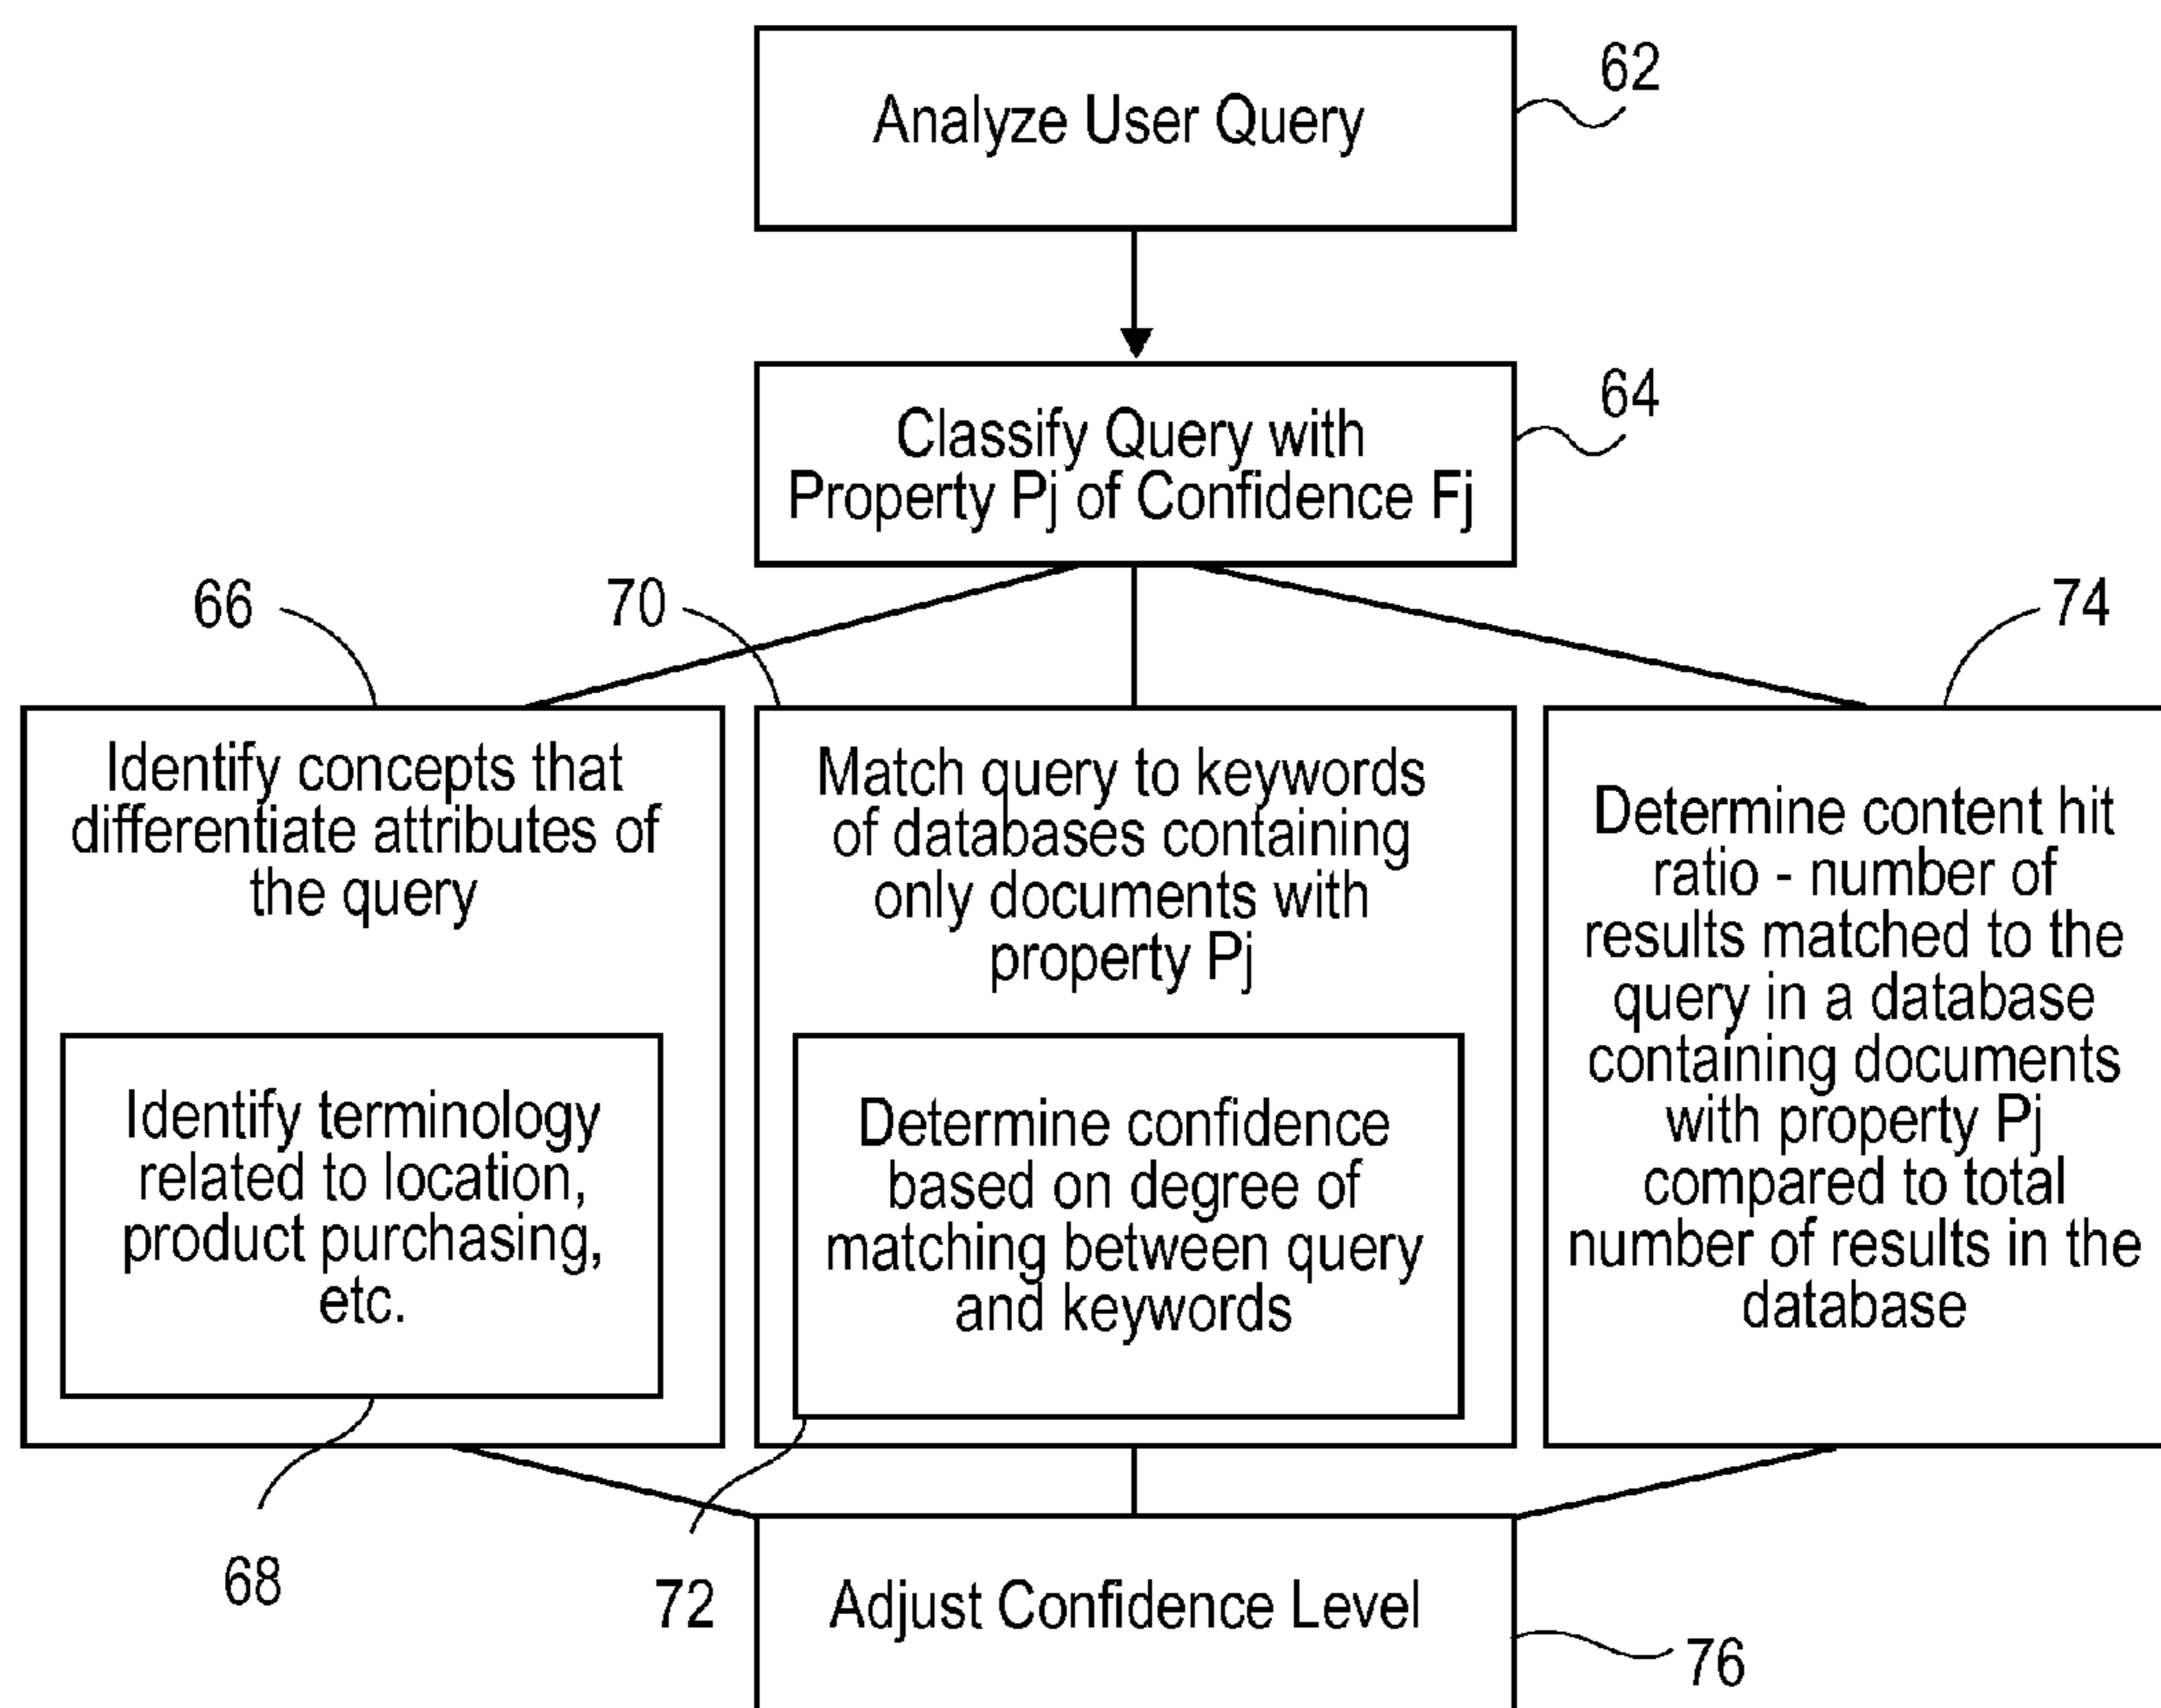 Analyze User Query
62
Classify Query with
Property Pj of Confidence Fj
64
66
70
74
Identify concepts that
differentiate attributes of
the query
Identify terminology
related to location,
product purchasing,
etc.
68
Match query to keywords
of databases containing
only documents with
property Pj
Determine confidence
based on degree of
matching between query
and keywords
72
Determine content hit
ratio - number of
results matched to the
query in a database
containing documents
with property Pj
compared to total
number of results in the
database
Adjust Confidence Level
76